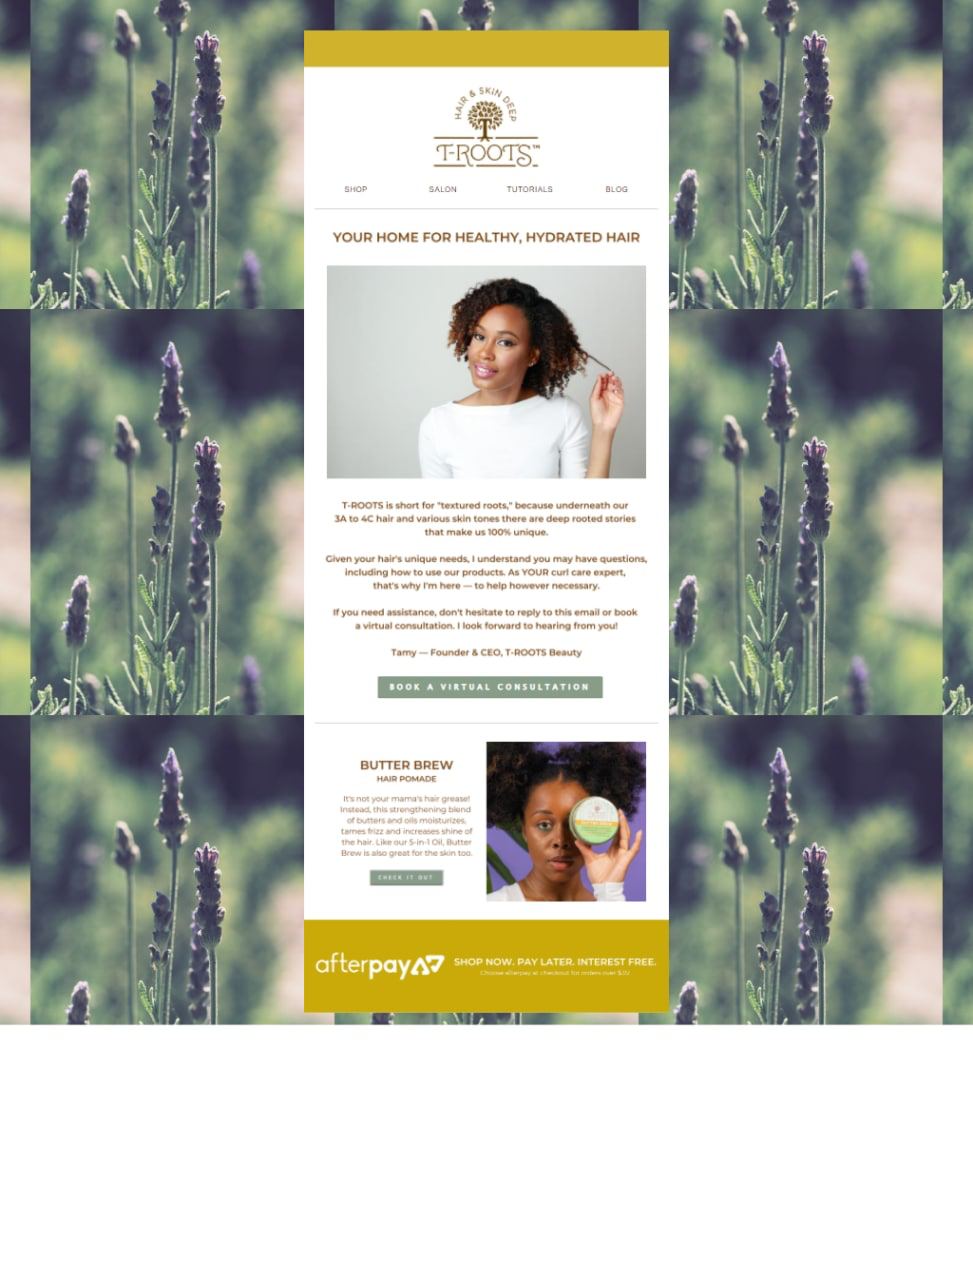 HAIR & SKIN DEEP
T-ROOTS™
SHOP SALON TUTORIALS BLOG
YOUR HOME FOR HEALTHY, HYDRATED HAIR
T-ROOTS is short for "textured roots," because underneath our
3A to 4C hair and various skin tones there are deep rooted stories
that make us 100% unique.
Given your hair's unique needs, I understand you may have questions,
including how to use our products. As YOUR curl care expert,
that's why I'm here — to help however necessary.
If you need assistance, don't hesitate to reply to this email or book
a virtual consultation. I look forward to hearing from you!
Tamy — Founder & CEO, T-ROOTS Beauty
BOOK A VIRTUAL CONSULTATION
BUTTER BREW
HAIR POMADE
It's not your mama's hair grease!
Instead, this strengthening blend
of butters and oils moisturizes,
tames frizz and increases shine of
the hair. Like our 5-in-1 Oil, Butter
Brew is also great for the skin too.
CHECK IT OUT
afterpay
SHOP NOW. PAY LATER. INTEREST FREE.
Choose afterpay at checkout for orders over